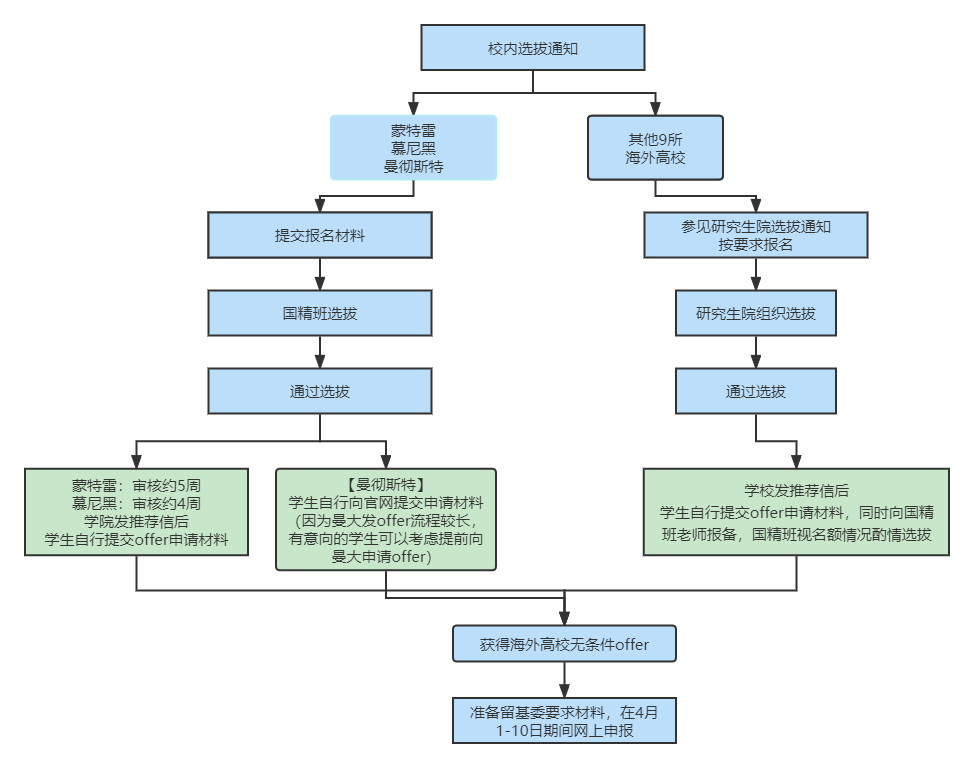 校内选拔通知
蒙特雷
慕尼黑
曼彻斯特
其他9所
海外高校
提交报名材料
参见研究生院选拔通知
按要求报名
国精班选拔
研究生院组织选拔
通过选拔
通过选拔
蒙特雷：审核约5周
慕尼黑：审核约4周
学院发推荐信后
学生自行提交offer申请材料
【曼彻斯特】
学生自行向官网提交申请材料
(因为曼大发offer流程较长，
有意向的学生可以考虑提前向
曼大申请offer)
学校发推荐信后
学生自行提交offer申请材料，同时向国精
班老师报备，国精班视名额情况酌情选拔
获得海外高校无条件offer
准备留基委要求材料，在4月
1-10日期间网上申报